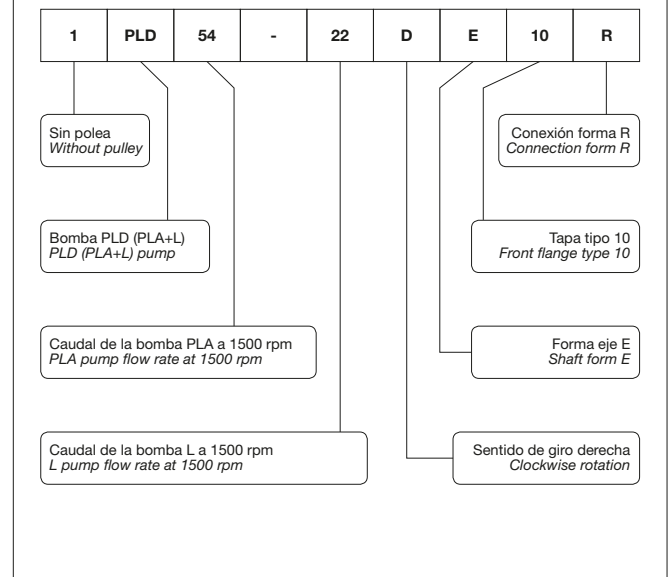 1 PLD 54 - 22 D E 10 R
Sin polea
Without pulley
Conexión forma R
Connection form R
Bomba PLD (PLA+L)
PLD (PLA+L) pump
Tapa tipo 10
Front flange type 10
Caudal de la bomba PLA a 1500 rpm
PLA pump flow rate at 1500 rpm
Forma eje E
Shaft form E
Caudal de la bomba L a 1500 rpm
L pump flow rate at 1500 rpm
Sentido de giro derecha
Clockwise rotation